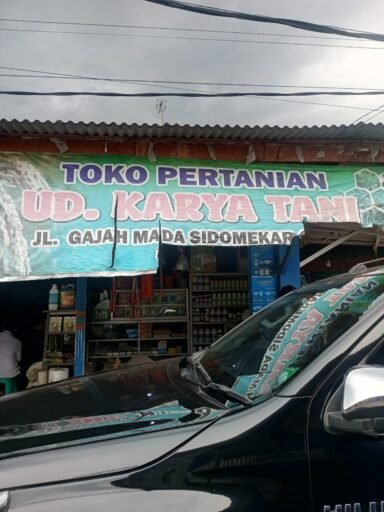 TOKO PERTANIAN
UD. KARYA TANI
JL. GAJAH MADA SIDOMEKAR